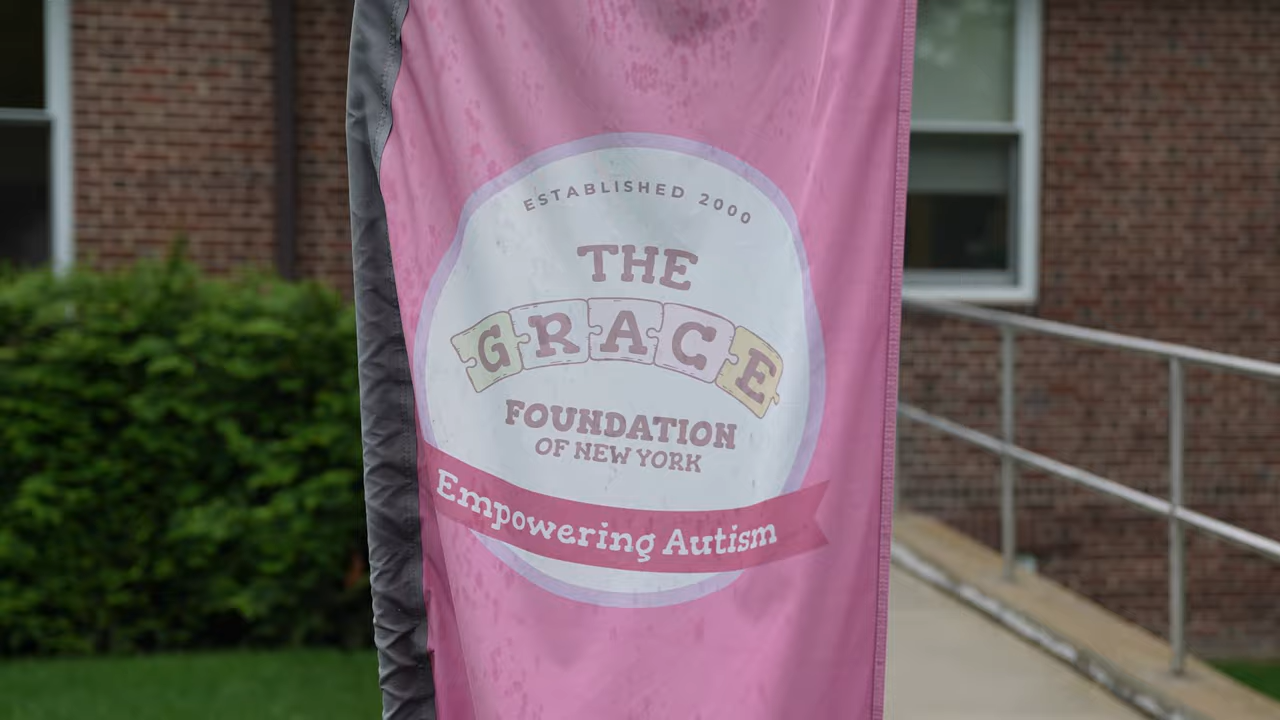 ESTABLISHED 2000
THE
GRACE
FOUNDATION
OF NEW YORK
Empowering Autism